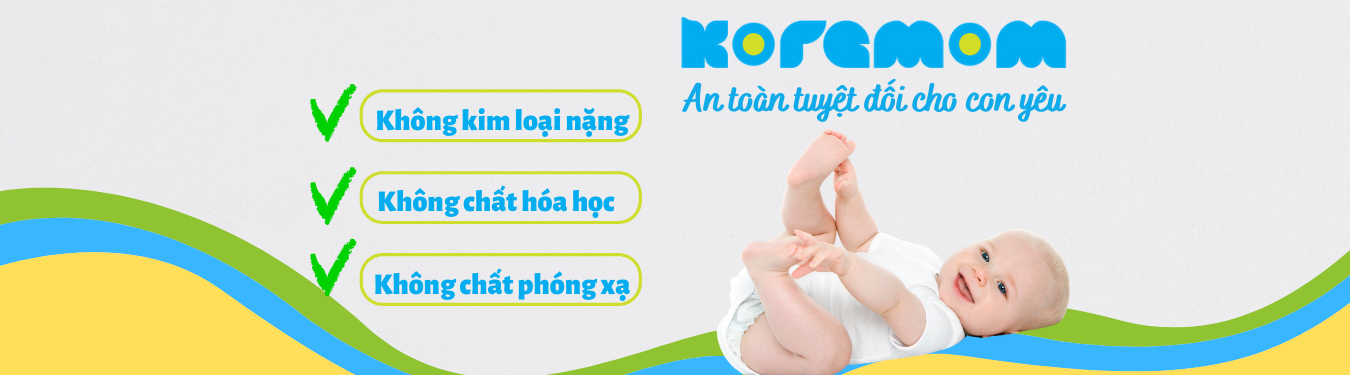 KOREMOM
An toàn tuyệt đối cho con yêu
Không kim loại nặng
Không chất hóa học
Không chất phóng xạ